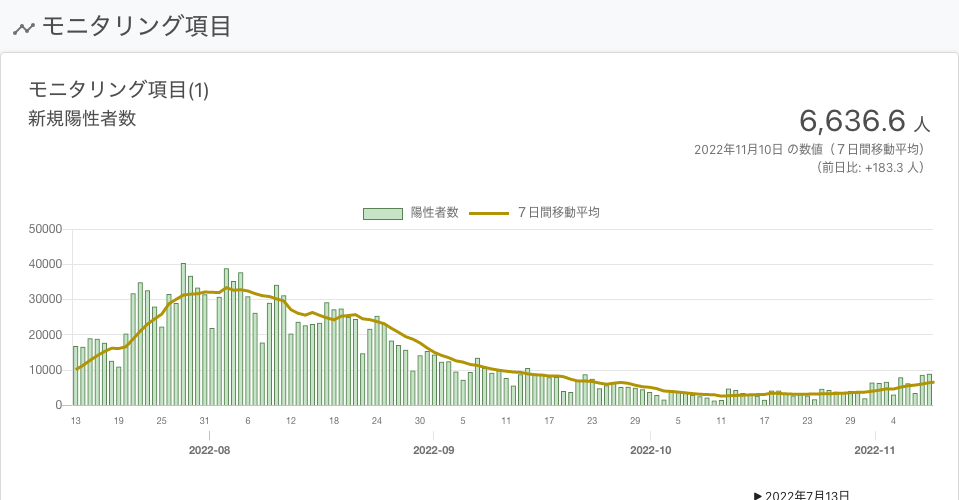 モニタリング項目
モニタリング項目(1)
新規陽性者数
6,636.6 人
2022年11月10日 の数値（７日間移動平均）
（前日比: +183.3 人）
陽性者数 ７日間移動平均
50000
40000
30000
20000
10000
0
13 19 25 31 6 12 18 24 30 5 11 17 23 29 5 11 17 23 29 4
2022-08 2022-09 2022-10 2022-11
▶ 2022年7月13日